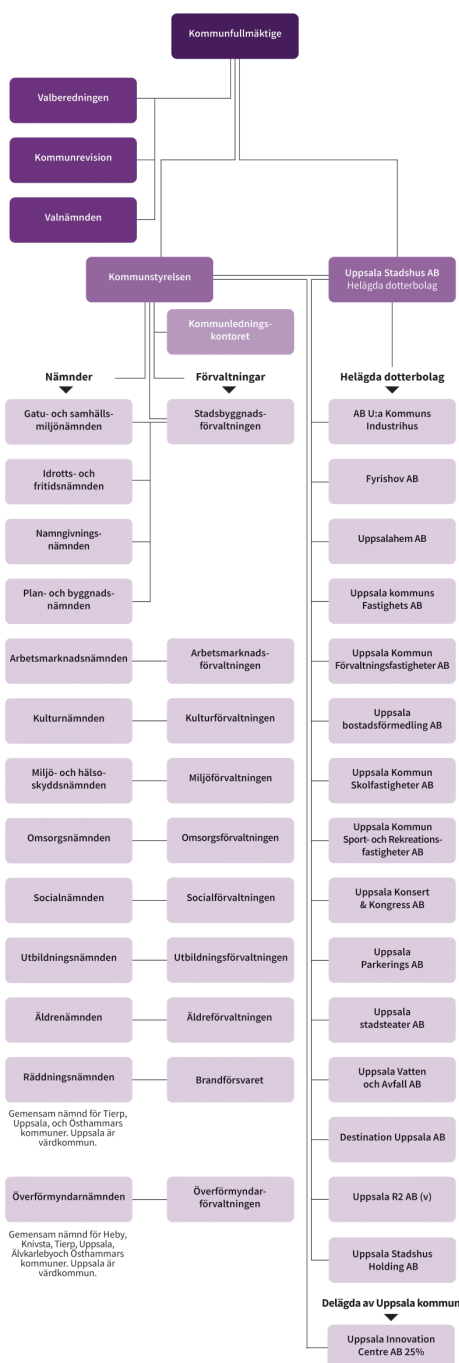 Kommunfullmäktige
Valberedningen
Kommunrevision
Valnämnden
Kommunstyrelsen
Uppsala Stadshus AB
Helägda dotterbolag
Kommunlednings-
kontoret
Nämnder
Förvaltningar
Helägda dotterbolag
Gatu- och samhälls-
miljönämnden
Stadsbyggnads-
förvaltningen
AB U:a Kommuns
Industrihus
Idrotts- och
fritidsnämnden
Fyrishov AB
Namngivnings-
nämnden
Uppsalahem AB
Plan- och byggnads-
nämnden
Uppsala kommuns
Fastighets AB
Arbetsmarknadsnämnden
Arbetsmarknads-
förvaltningen
Uppsala Kommun
Förvaltningsfastigheter AB
Kulturnämnden
Kulturförvaltningen
Uppsala
bostadsförmedling AB
Miljö- och hälso-
skyddsnämnden
Miljöförvaltningen
Uppsala Kommun
Skolfastigheter AB
Omsorgsnämnden
Omsorgsförvaltningen
Uppsala Kommun
Sport- och Rekreations-
fastigheter AB
Socialnämnden
Socialförvaltningen
Uppsala Konsert
& Kongress AB
Utbildningsnämnden
Utbildningsförvaltningen
Uppsala
Parkerings AB
Äldrenämnden
Äldreförvaltningen
Uppsala
stadsteater AB
Räddningsnämnden
Brandförsvaret
Uppsala Vatten
och Avfall AB
Gemensam nämnd för Tierp,
Uppsala, och Östhammars
kommuner. Uppsala är
värdkommun.
Destination Uppsala AB
Överförmyndarnämnden
Överförmyndar-
förvaltningen
Uppsala R2 AB (v)
Gemensam nämnd för Heby,
Knivsta, Tierp, Uppsala,
Älvkarlebyoch Östhammars
kommuner. Uppsala är
värdkommun.
Uppsala Stadshus
Holding AB
Delägda av Uppsala kommun
Uppsala Innovation
Centre AB 25%